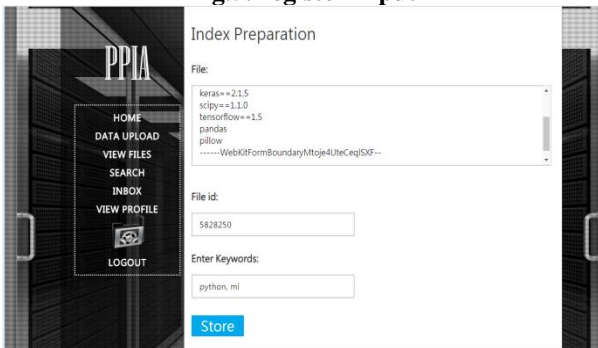 PPIA
HOME
DATA UPLOAD
VIEW FILES
SEARCH
INBOX
VIEW PROFILE
LOGOUT
Index Preparation
File:
keras==2.1.5
scipy==1.1.0
tensorflow==1.5
pandas
pillow
------WebKitFormBoundaryMtoje4UteCeqlSXF--
File id:
5828250
Enter Keywords:
python, ml
Store